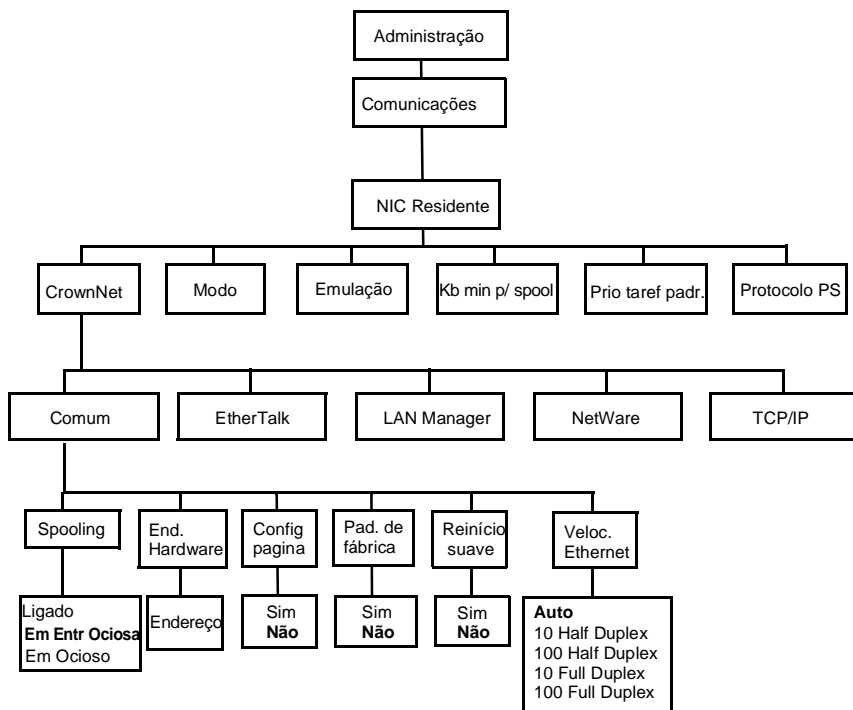 Administração
Comunicações
NIC Residente
CrownNet
Modo
Emulação
Kb min p/ spool
Prio taref padr.
Protocolo PS
Comum
EtherTalk
LAN Manager
NetWare
TCP/IP
Spooling
End.
Hardware
Config
pagina
Pad. de
fábrica
Reinício
suave
Veloc.
Ethernet
Ligado
Em Entr Ociosa
Em Ocioso
Endereço
Sim
Não
Sim
Não
Sim
Não
Auto
10 Half Duplex
100 Half Duplex
10 Full Duplex
100 Full Duplex